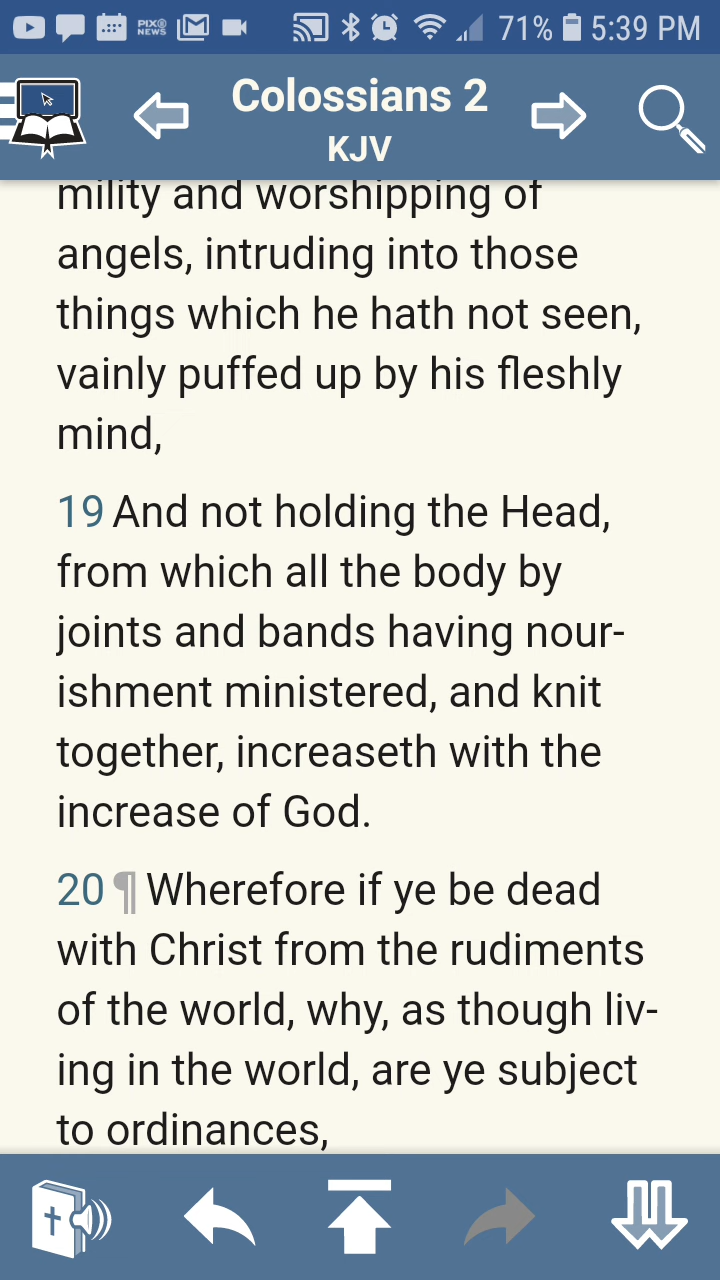 PIX@
NEWS
71%
5:39 PM
Colossians 2
KJV
mility and worshipping of
angels, intruding into those
things which he hath not seen,
vainly puffed up by his fleshly
mind,
19 And not holding the Head,
from which all the body by
joints and bands having nour-
ishment ministered, and knit
together, increaseth with the
increase of God.
20 ¶ Wherefore if ye be dead
with Christ from the rudiments
of the world, why, as though liv-
ing in the world, are ye subject
to ordinances,